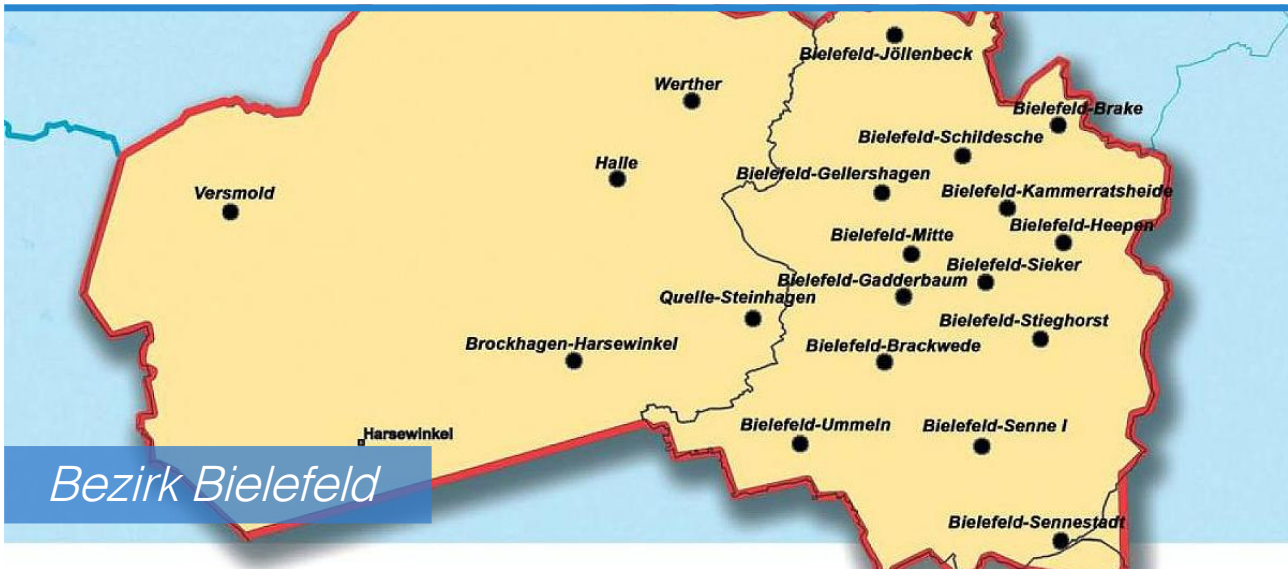 Bielefeld-Jöllenbeck
Werther
Bielefeld-Brake
Bielefeld-Schildesche
Halle
Bielefeld-Gellershagen
Versmold
Bielefeld-Kammerratsheide
Bielefeld-Heepen
Bielefeld-Mitte
Bielefeld-Sieker
Bielefeld-Gadderbaum
Quelle-Steinhagen
Bielefeld-Stieghorst
Brockhagen-Harsewinkel
Bielefeld-Brackwede
Bielefeld-Ummeln
Bielefeld-Senne I
Harsewinkel
Bezirk Bielefeld
Bielefeld-Sennestadt